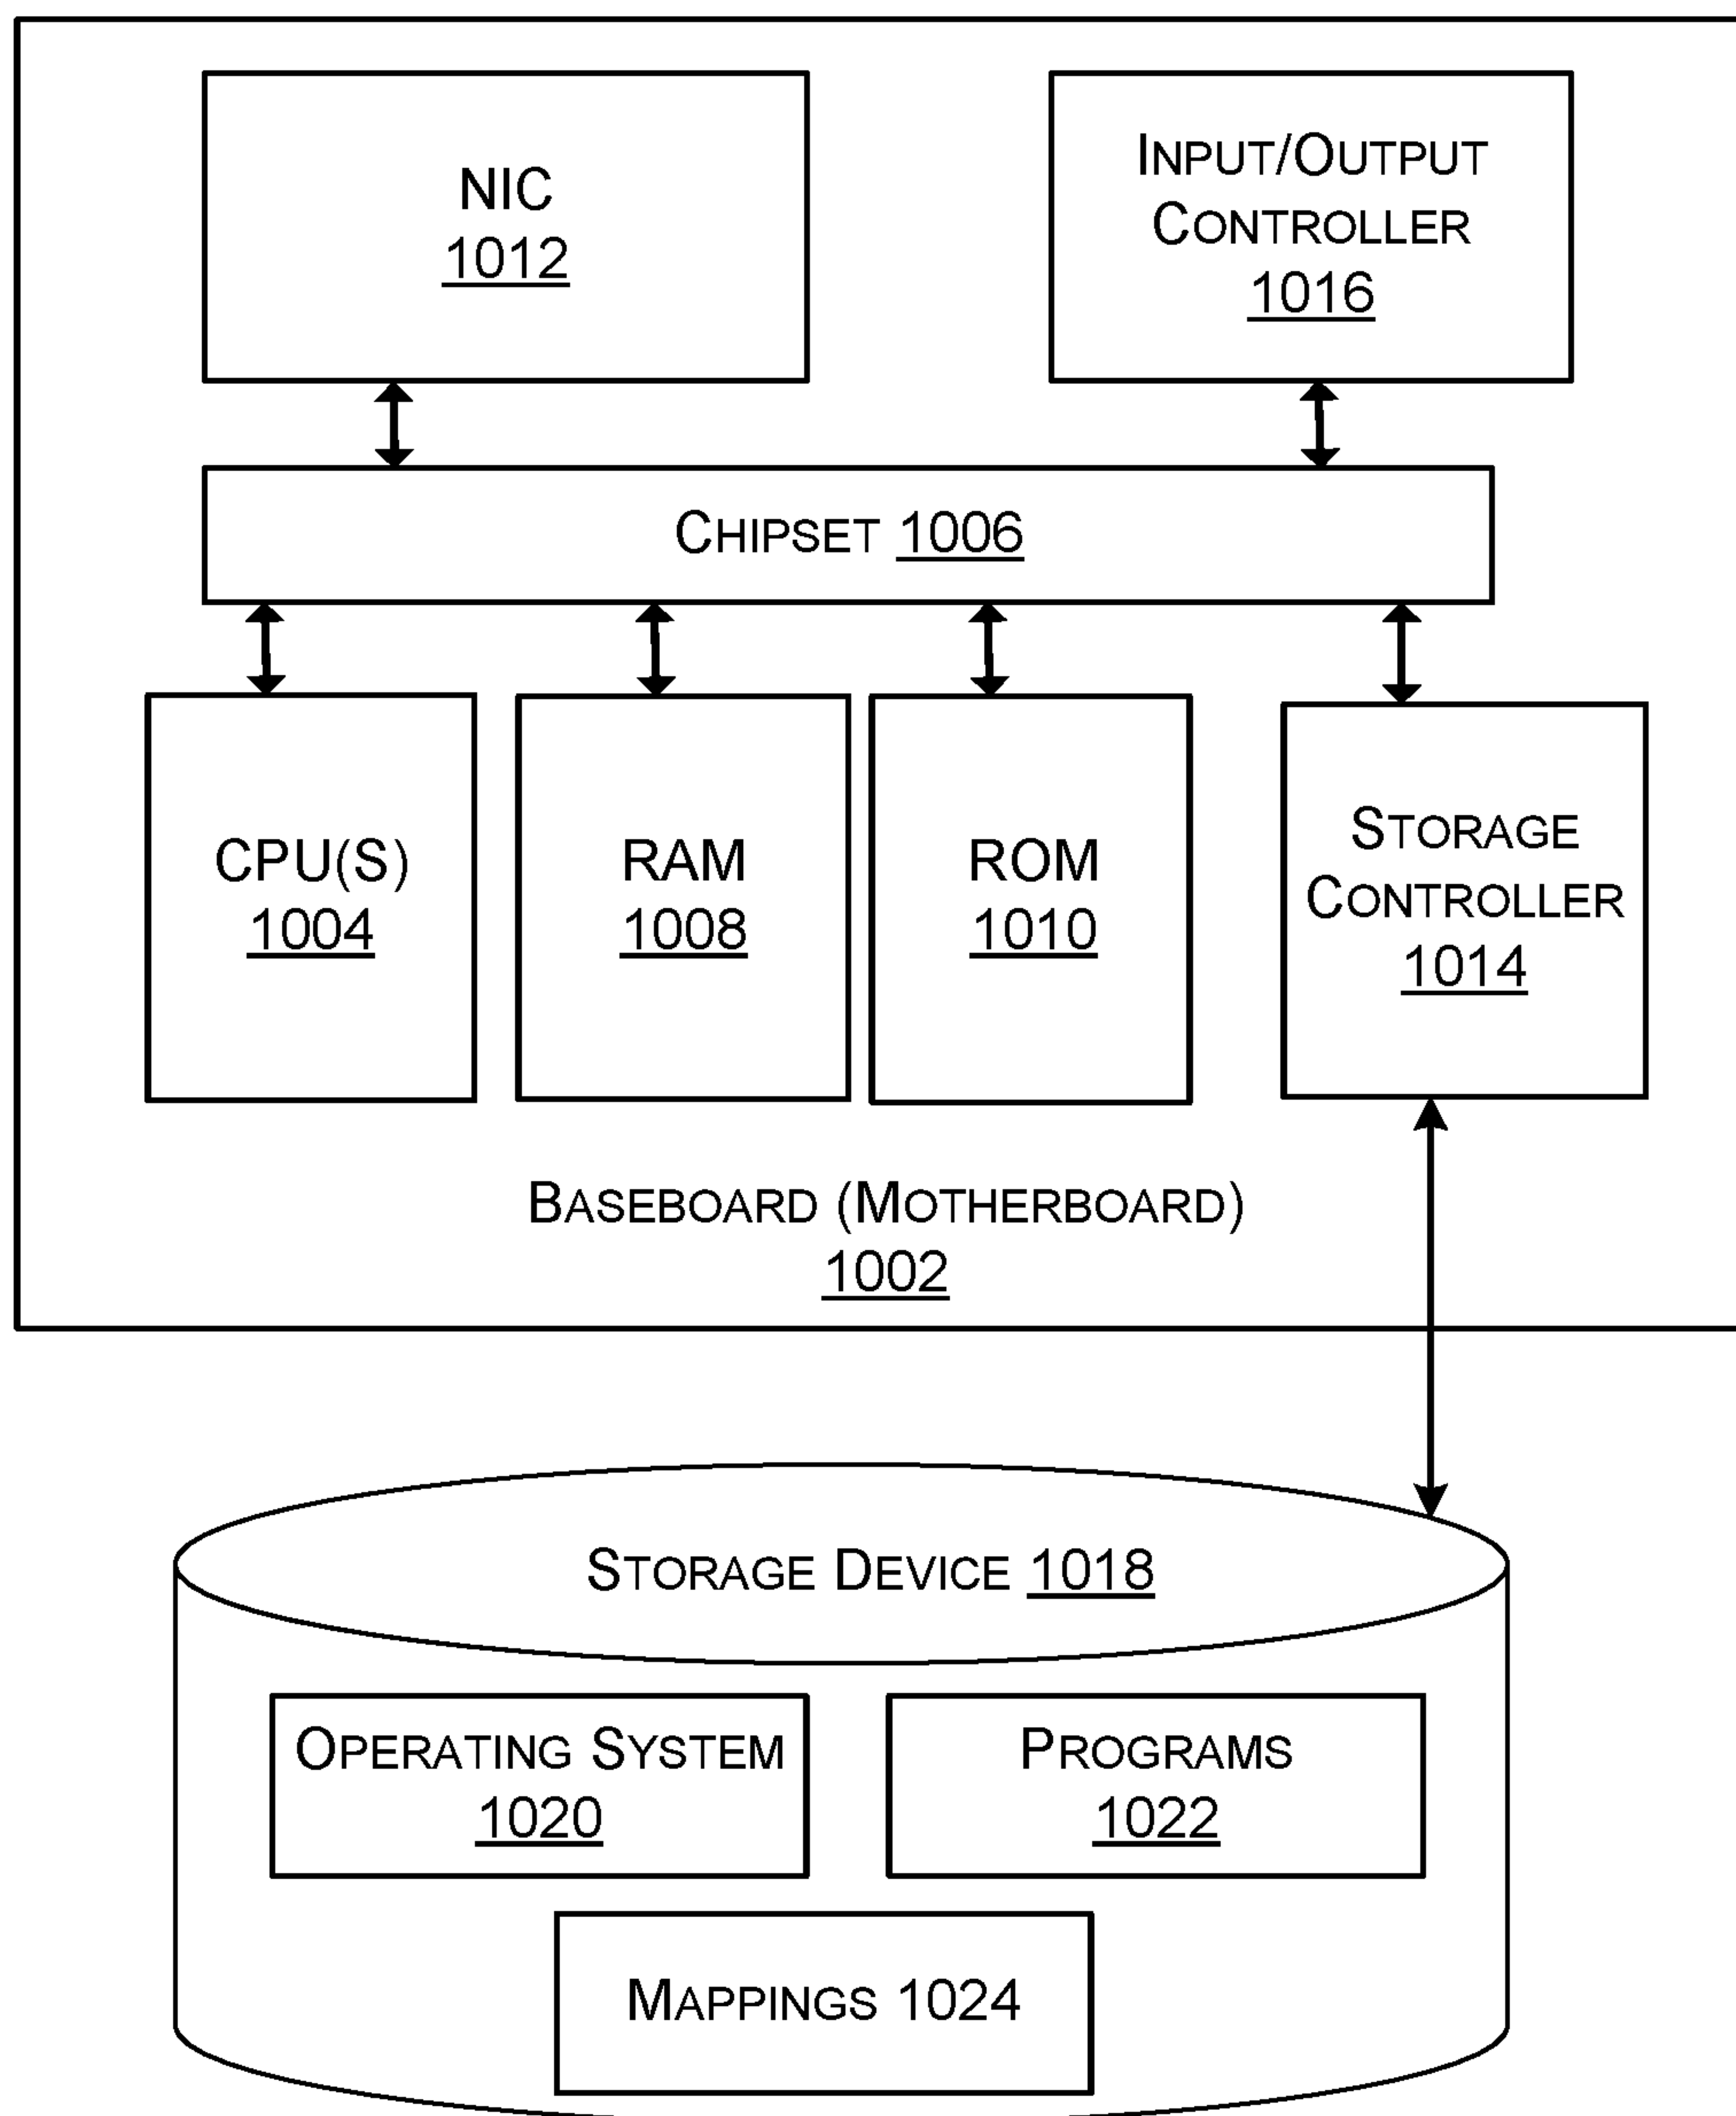 NIC
1012
INPUT/OUTPUT
CONTROLLER
1016
CHIPSET 1006
CPU(S)
1004
RAM
1008
ROM
1010
STORAGE
CONTROLLER
1014
BASEBOARD (MOTHERBOARD)
1002
STORAGE DEVICE 1018
OPERATING SYSTEM
1020
PROGRAMS
1022
MAPPINGS 1024